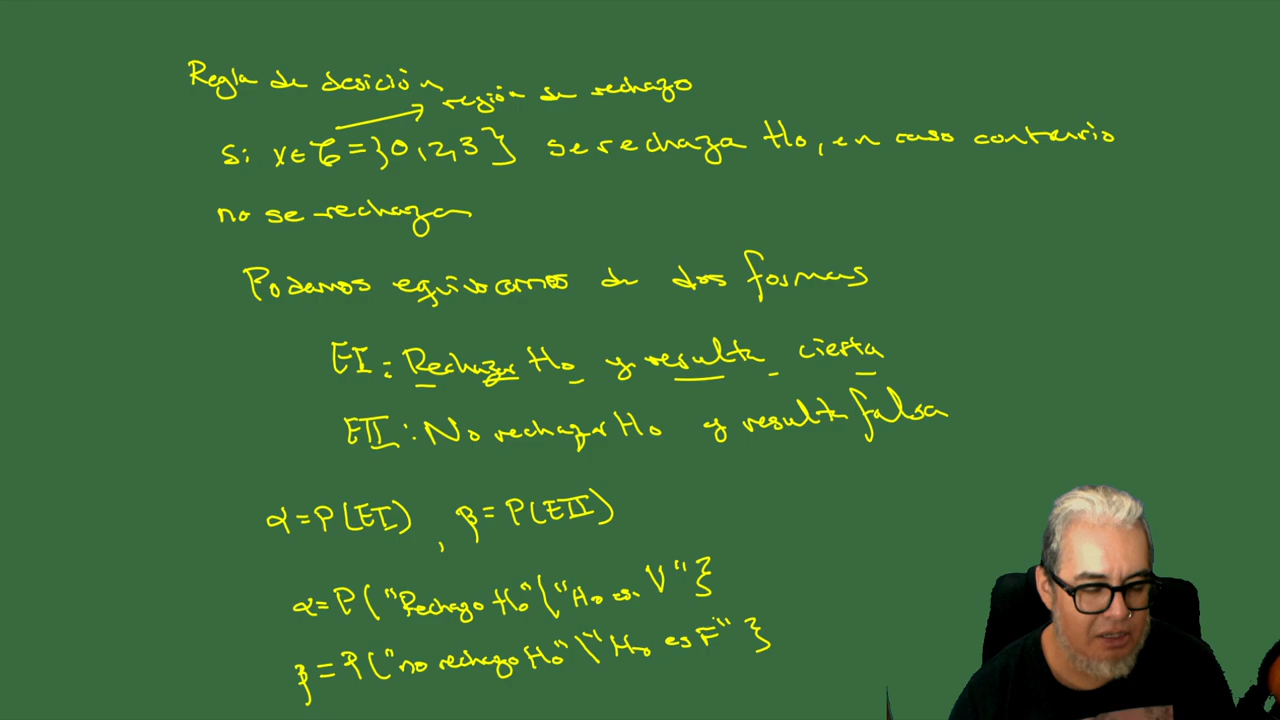 Regla de desición
región de rechazo
Si x∈𝒞 = {0,2,3} se rechaza Ho, en caso contrario
no se rechaza
Podemos equivocarnos de dos formas
EI: Rechazar Ho y resulta cierta
EII: No rechazar Ho y resulta falsa
α=P(EI), β=P(EII)
α=P("Rechazo Ho"|"Ho es V"}
β=P("no rechazo Ho"|"Ho es F"}